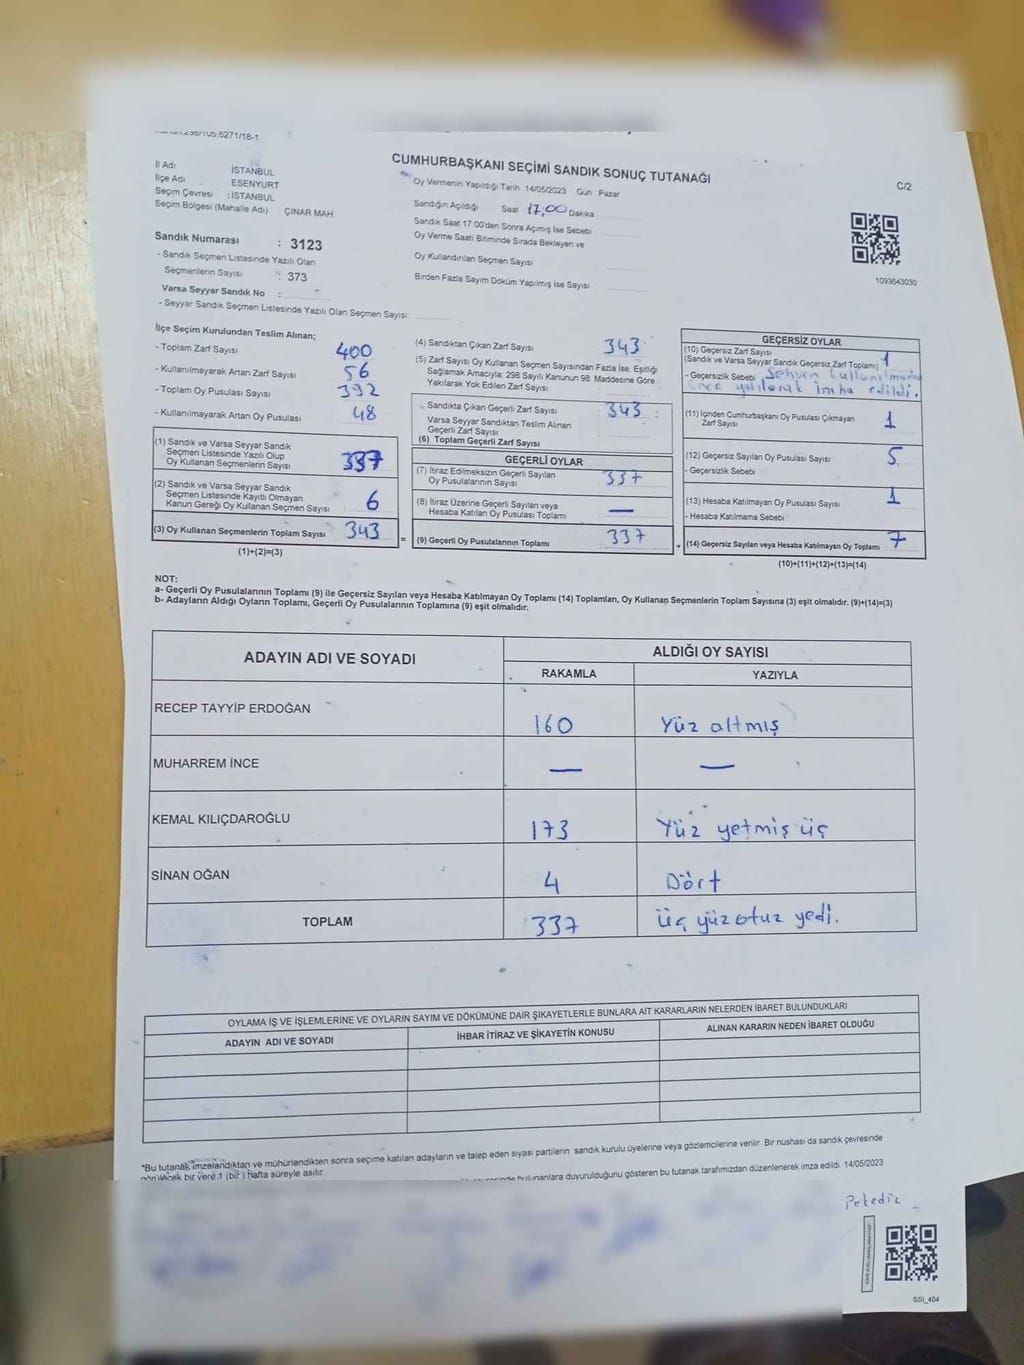 CUMHURBAŞKANI SEÇİMİ SANDIK SONUÇ TUTANAĞI
C/2
İl Adı İSTANBUL
İlçe Adı ESENYURT
Seçim Çevresi : İSTANBUL
Seçim Bölgesi (Mahalle Adı) ÇINAR MAH.
Sandık Numarası : 3123
- Sandık Seçmen Listesinde Yazılı Olan
Seçmenlerin Sayısı : 373
Varsa Seyyar Sandık No : -
- Seyyar Sandık Seçmen Listesinde Yazılı Olan Seçmen Sayısı:
Oy Vermenin Yapıldığı Tarih 14/05/2023 Gün Pazar
Sandığın Açıldığı Saat 17,00 Dakika
Sandık Saat 17 00'den Sonra Açmış İse Sebebi
Oy Verme Saati Bitiminde Sırada Bekleyen ve
Oy Kullandırılan Seçmen Sayısı
Birden Fazla Sayım Döküm Yapılmış İse Sayısı
1093643030
İlçe Seçim Kurulundan Teslim Alınan;
- Toplam Zarf Sayısı 400
- Kullanılmayarak Artan Zarf Sayısı 56
- Toplam Oy Pusulası Sayısı 392
- Kullanılmayarak Artan Oy Pusulası 48
(1) Sandık ve Varsa Seyyar Sandık
Seçmen Listesinde Yazılı Olup
Oy Kullanan Seçmenlerin Sayısı 337
(2) Sandık ve Varsa Seyyar Sandık
Seçmen Listesinde Kayıtlı Olmayan
Kanun Gereği Oy Kullanan Seçmen Sayısı 6
(3) Oy Kullanan Seçmenlerin Toplam Sayısı 343
(1)+(2)=(3)
(4) Sandıktan Çıkan Zarf Sayısı 343
(5) Zarf Sayısı Oy Kullanan Seçmen Sayısından Fazla İse, Eşitliği
Sağlamak Amacıyla, 298 Sayılı Kanunun 98. Maddesine Göre
Yakılarak Yok Edilen Zarf Sayısı
Sandıkta Çıkan Geçerli Zarf Sayısı 343
Varsa Seyyar Sandıktan Teslim Alınan
Geçerli Zarf Sayısı
(6) Toplam Geçerli Zarf Sayısı
GEÇERLİ OYLAR
(7) İtiraz Edilmeksizin Geçerli Sayılan
Oy Pusulalarının Sayısı 337
(8) İtiraz Üzerine Geçerli Sayılan veya
Hesaba Katılan Oy Pusulası Toplamı —
= (9) Geçerli Oy Pusulalarının Toplamı 337
GEÇERSİZ OYLAR
(10) Geçersiz Zarf Sayısı
(Sandık ve Varsa Seyyar Sandık Geçersiz Zarf Toplamı) 1
- Geçersizlik Sebebi Sehven kullanılmadan
önce yırtılarak imha edildi.
(11) İçinden Cumhurbaşkanı Oy Pusulası Çıkmayan
Zarf Sayısı 1
(12) Geçersiz Sayılan Oy Pusulası Sayısı 5
- Geçersizlik Sebebi
(13) Hesaba Katılmayan Oy Pusulası Sayısı 1
- Hesaba Katılmama Sebebi
+ (14) Geçersiz Sayılan veya Hesaba Katılmayan Oy Toplamı 7
(10)+(11)+(12)+(13)=(14)
NOT:
a- Geçerli Oy Pusulalarının Toplamı (9) ile Geçersiz Sayılan veya Hesaba Katılmayan Oy Toplamı (14) Toplamları, Oy Kullanan Seçmenlerin Toplam Sayısına (3) eşit olmalıdır. (9)+(14)=(3)
b- Adayların Aldığı Oyların Toplamı, Geçerli Oy Pusulalarının Toplamına (9) eşit olmalıdır.
ADAYIN ADI VE SOYADI ALDIĞI OY SAYISI
RAKAMLA YAZIYLA
RECEP TAYYİP ERDOĞAN 160 Yüz altmış
MUHARREM İNCE — —
KEMAL KILIÇDAROĞLU 173 Yüz yetmiş üç
SİNAN OĞAN 4 Dört
TOPLAM 337 Üç yüz otuz yedi.
OYLAMA İŞ VE İŞLEMLERİNE VE OYLARIN SAYIM VE DÖKÜMÜNE DAİR ŞİKAYETLERLE BUNLARA AİT KARARLARIN NELERDEN İBARET BULUNDUKLARI
ADAYIN ADI VE SOYADI İHBAR İTİRAZ VE ŞİKAYETİN KONUSU ALINAN KARARIN NEDEN İBARET OLDUĞU
*Bu tutanak imzalandıktan ve mühürlendikten sonra seçime katılan adayların ve talep eden siyasi partilerin sandık kurulu üyelerine veya gözlemcilerine verilir. Bir nüshası da sandık çevresinde
görülecek bir yere 1 (bir) hafta süreyle asılır.
bulunanlara duyurulduğunu gösteren bu tutanak tarafımızdan düzenlenerek imza edildi. 14/05/2023
SSI_404